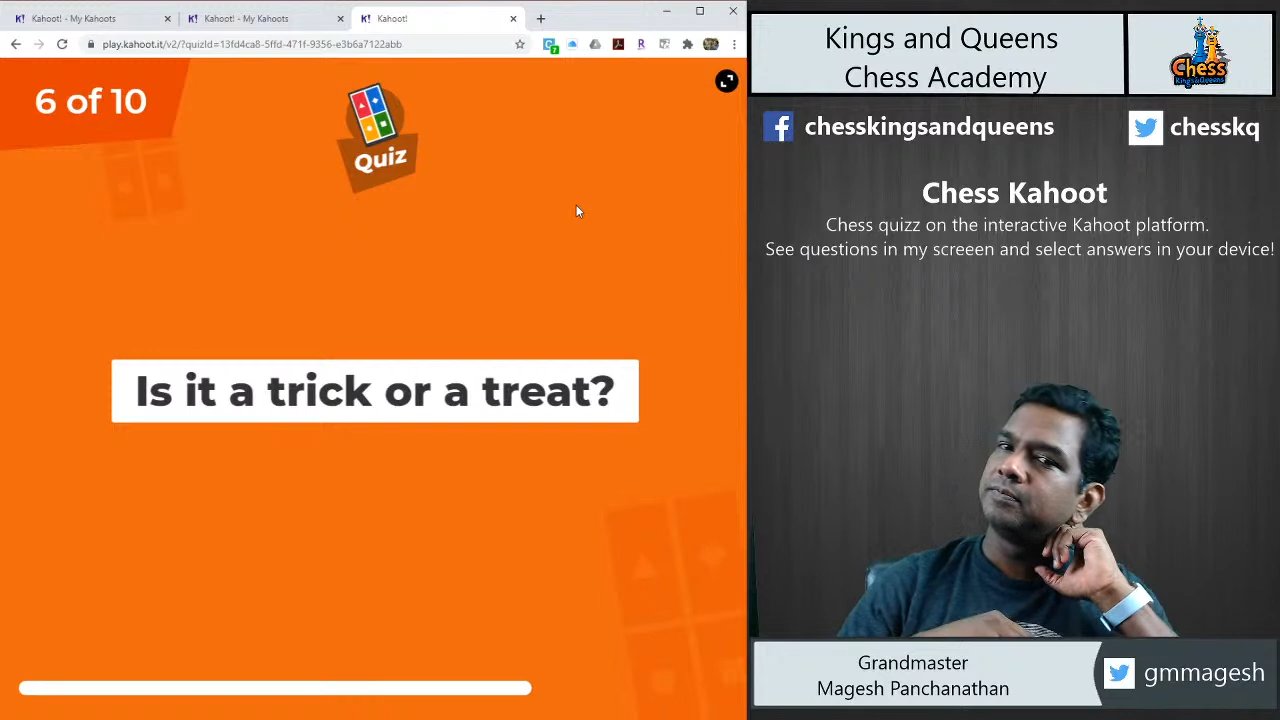 Kahoot! - My Kahoots
Kahoot! - My Kahoots
Kahoot!
play.kahoot.it/v2/?quizId=13fd4ca8-5ffd-471f-9356-e3b6a7122abb
6 of 10
Quiz
Is it a trick or a treat?
Kings and Queens
Chess Academy
Chess
Kings&Queens
chesskingsandqueens
chesskq
Chess Kahoot
Chess quizz on the interactive Kahoot platform.
See questions in my screeen and select answers in your device!
Grandmaster
Magesh Panchanathan
gmmagesh